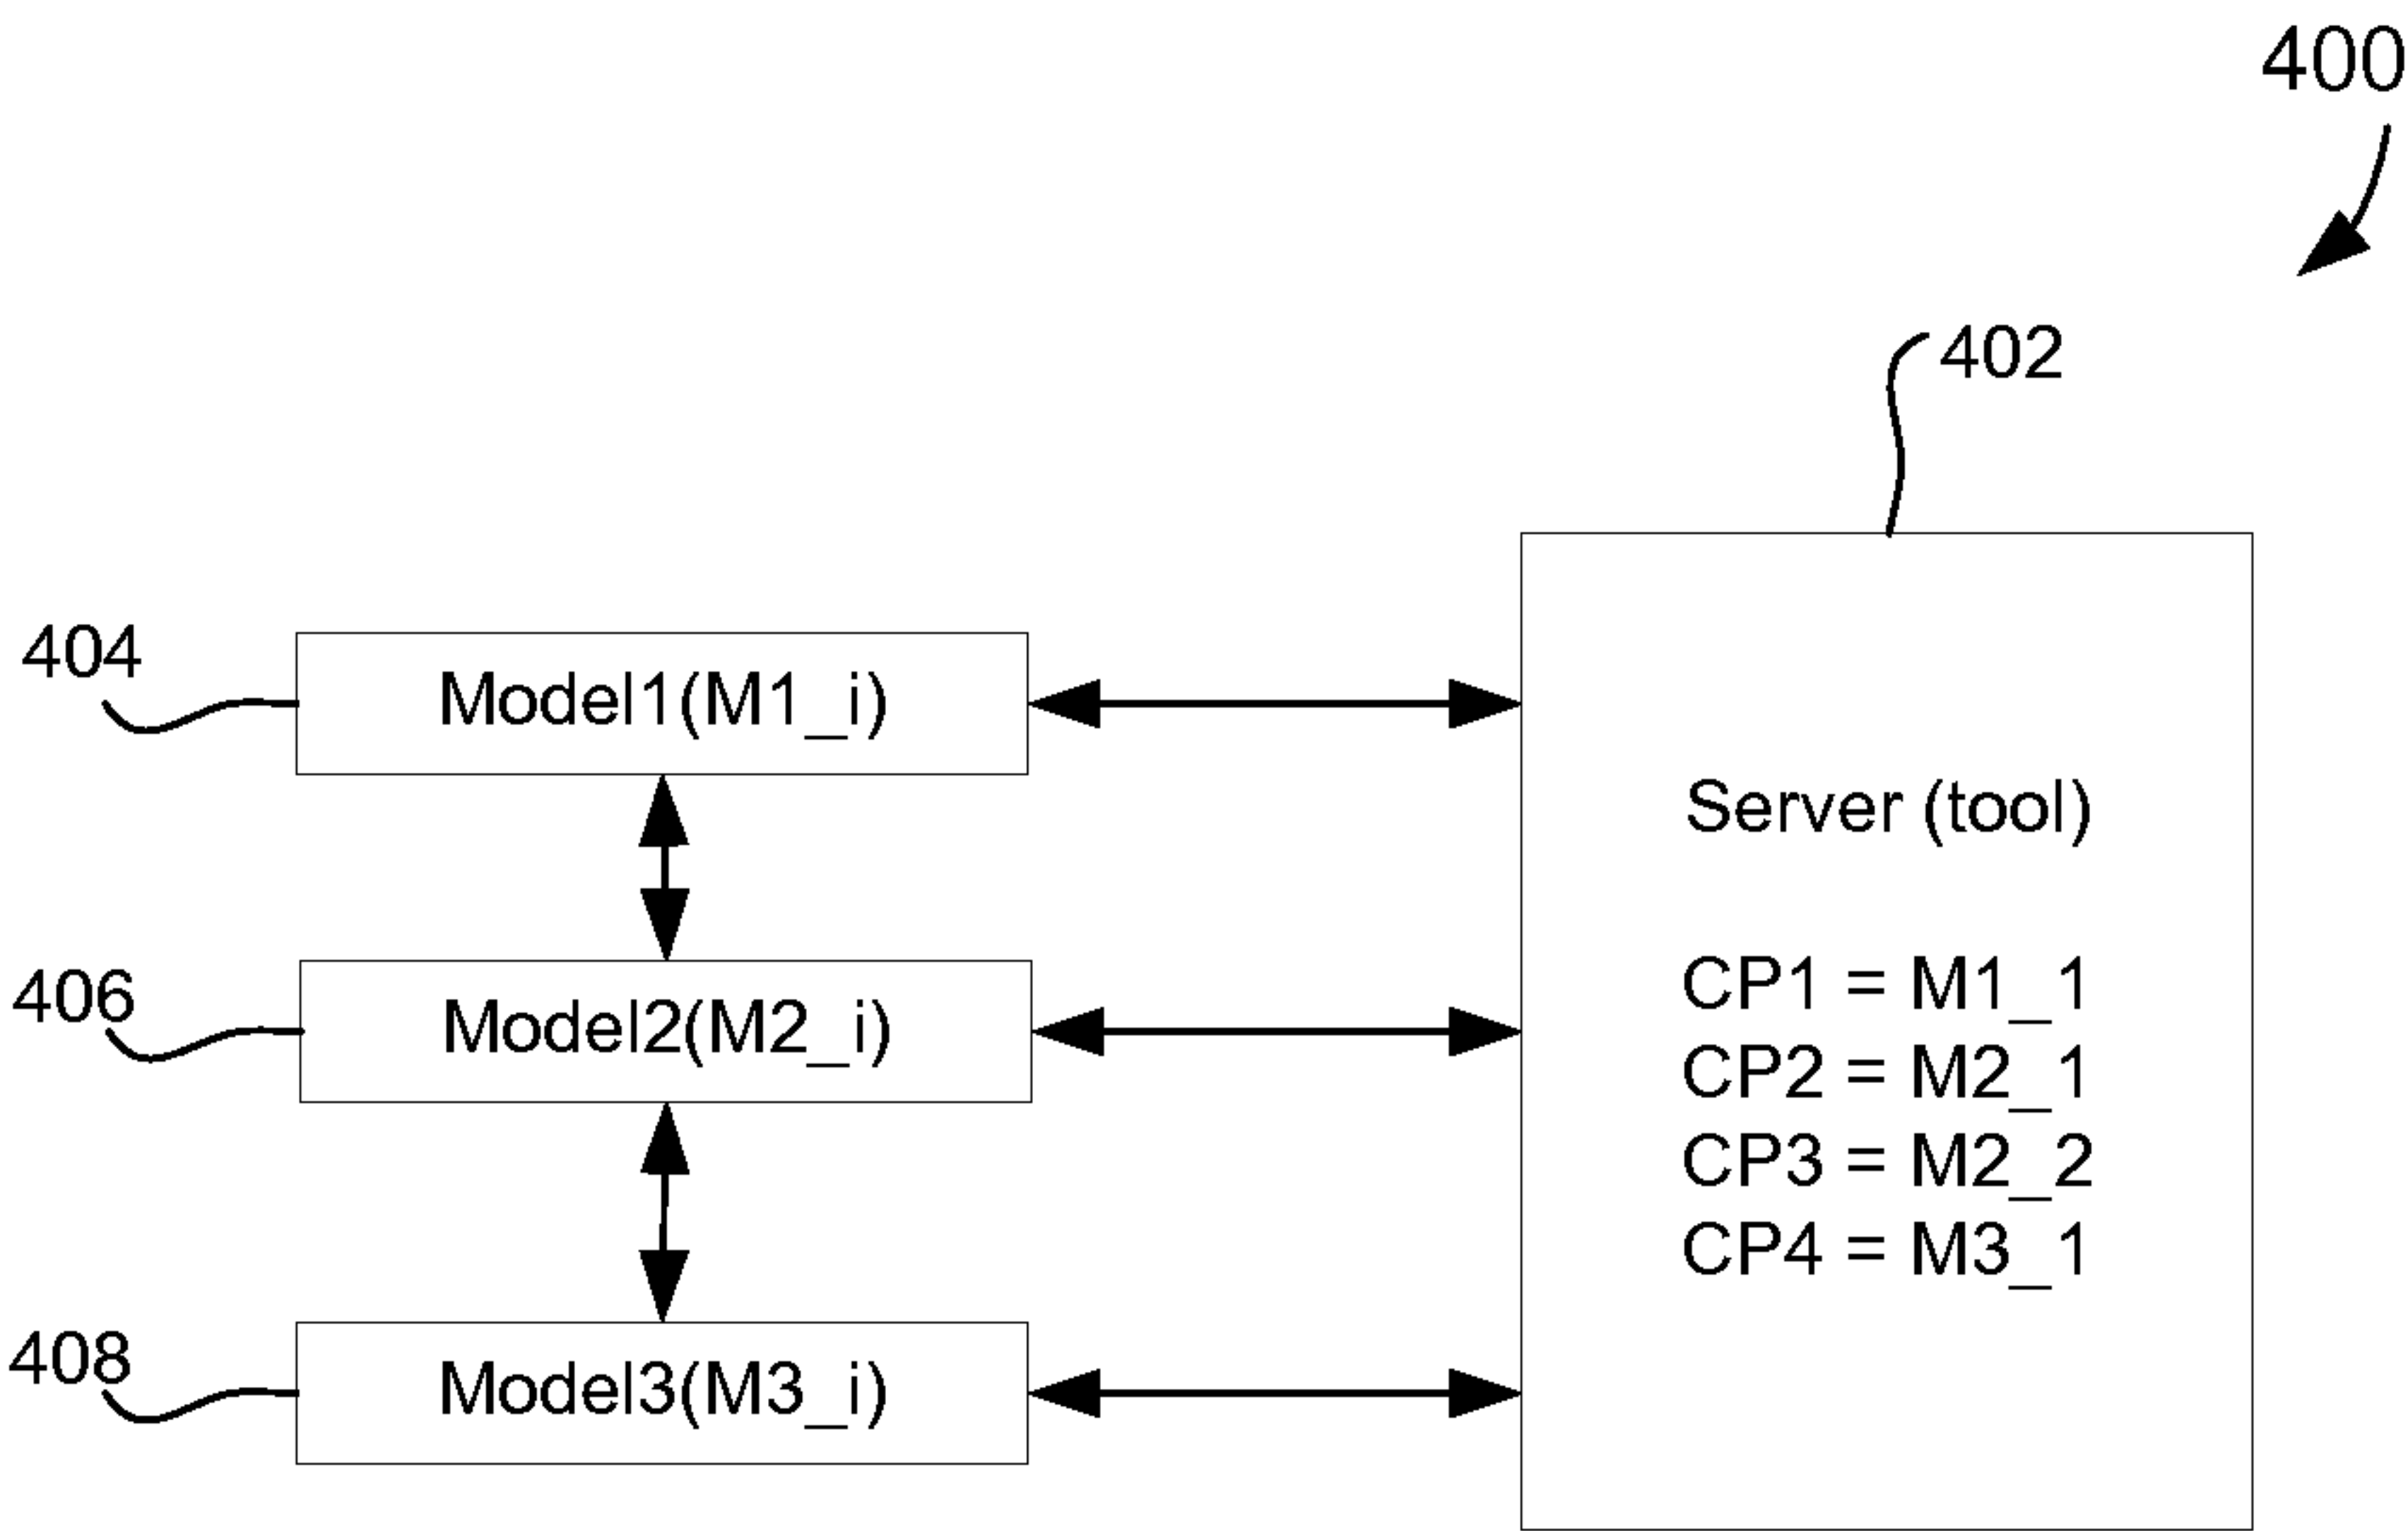 400
402
404
Model1(M1_i)
Server (tool)
406
Model2(M2_i)
CP1 = M1_1
CP2 = M2_1
CP3 = M2_2
CP4 = M3_1
408
Model3(M3_i)